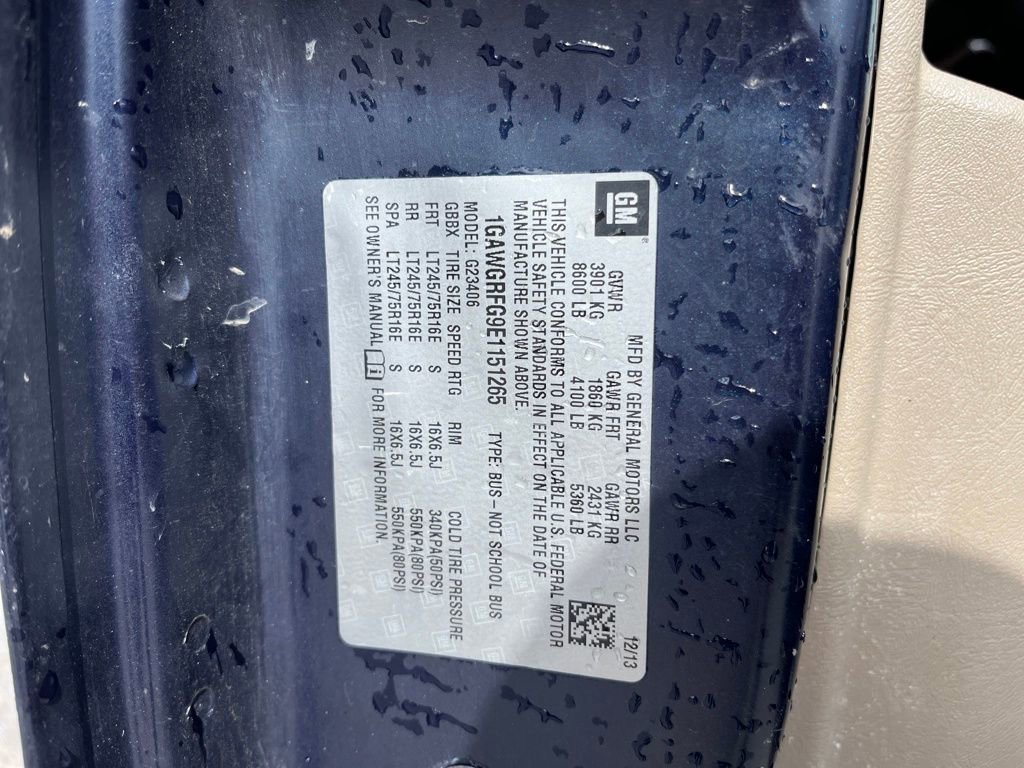 GM ®
MFD BY GENERAL MOTORS LLC 12/13
GVWR GAWR FRT GAWR RR
3901 KG 1860 KG 2431 KG
8600 LB 4100 LB 5360 LB
THIS VEHICLE CONFORMS TO ALL APPLICABLE U.S. FEDERAL MOTOR
VEHICLE SAFETY STANDARDS IN EFFECT ON THE DATE OF
MANUFACTURE SHOWN ABOVE.
1GAWGRFG9E1151265 TYPE: BUS – NOT SCHOOL BUS
MODEL: G23406
GBBX TIRE SIZE SPEED RTG RIM COLD TIRE PRESSURE
FRT LT245/75R16E S 16X6.5J 340KPA(50PSI)
RR LT245/75R16E S 16X6.5J 550KPA(80PSI)
SPA LT245/75R16E S 16X6.5J 550KPA(80PSI)
SEE OWNER'S MANUAL i FOR MORE INFORMATION.